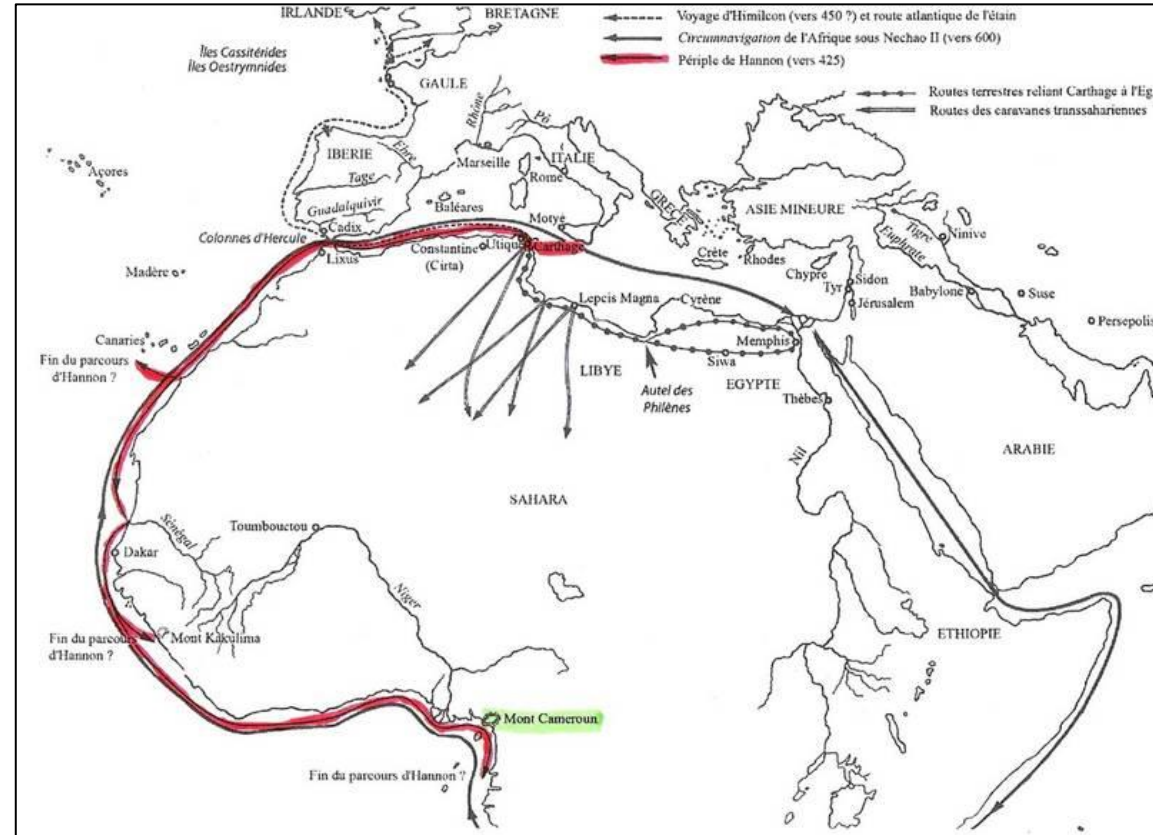 IRLANDE
BRETAGNE
Voyage d'Himilcon (vers 450 ?) et route atlantique de l'étain
Circumnavigation de l'Afrique sous Nechao II (vers 600)
Périple de Hannon (vers 425)
Routes terrestres reliant Carthage à l'Eg
Routes des caravanes transsahariennes
Îles Cassitérides
Îles Oestrymnides
GAULE
Rhône
Pô
IBERIE
Ebre
Marseille
ITALIE
Açores
Tage
Rome
Baléares
GRECE
ASIE MINEURE
Guadalquivir
Motyé
Tigre
Ninive
Colonnes d'Hercule
Cadix
Constantine
(Cirta)
Utique
Carthage
Crète
Rhodes
Euphrate
Lixus
Chypre
Sidon
Madère
Tyr
Babylone
Suse
Lepcis Magna
Cyrène
Jérusalem
Persepolis
Canaries
Memphis
Fin du parcours
d'Hannon ?
LIBYE
Siwa
EGYPTE
Autel des
Philènes
Thèbes
Nil
ARABIE
SAHARA
Sénégal
Toumbouctou
Dakar
Niger
Fin du parcours
d'Hannon ?
Mont Kakulima
ETHIOPIE
Mont Cameroun
Fin du parcours d'Hannon ?